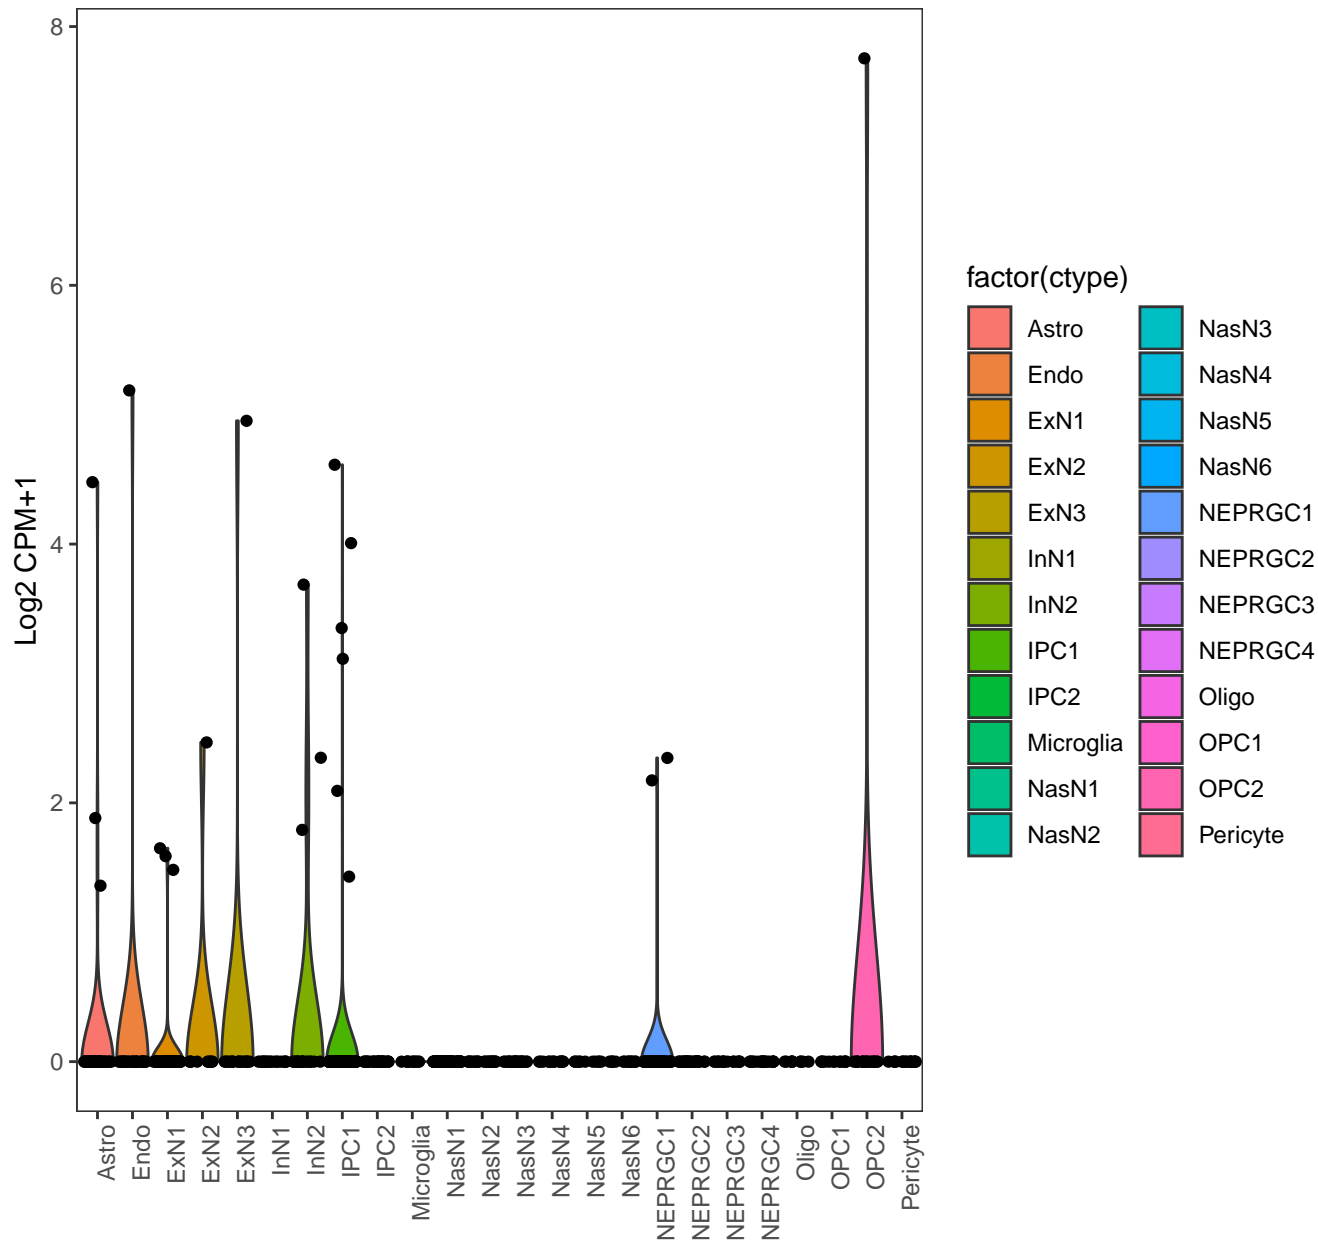 8
6
4
2
0
Log2 CPM+1
Astro
Endo
ExN1
ExN2
ExN3
InN1
InN2
IPC1
IPC2
Microglia
NasN1
NasN2
NasN3
NasN4
NasN5
NasN6
NEPRGC1
NEPRGC2
NEPRGC3
NEPRGC4
Oligo
OPC1
OPC2
Pericyte
factor(ctype)
Astro
Endo
ExN1
ExN2
ExN3
InN1
InN2
IPC1
IPC2
Microglia
NasN1
NasN2
NasN3
NasN4
NasN5
NasN6
NEPRGC1
NEPRGC2
NEPRGC3
NEPRGC4
Oligo
OPC1
OPC2
Pericyte